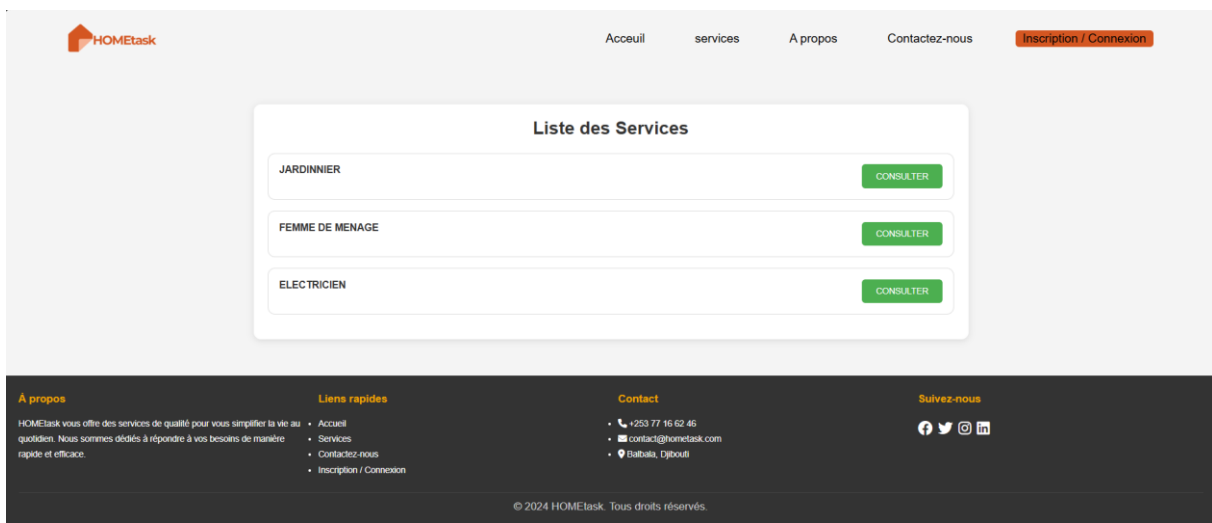 HOMEtask
Acceuil services A propos Contactez-nous Inscription / Connexion
Liste des Services
JARDINNIER CONSULTER
FEMME DE MENAGE CONSULTER
ELECTRICIEN CONSULTER
À propos
HOMEtask vous offre des services de qualité pour vous simplifier la vie au
quotidien. Nous sommes dédiés à répondre à vos besoins de manière
rapide et efficace.
Liens rapides
Accueil
Services
Contactez-nous
Inscription / Connexion
Contact
+253 77 16 62 46
contact@hometask.com
Balbala, Djibouti
Suivez-nous
© 2024 HOMEtask. Tous droits réservés.